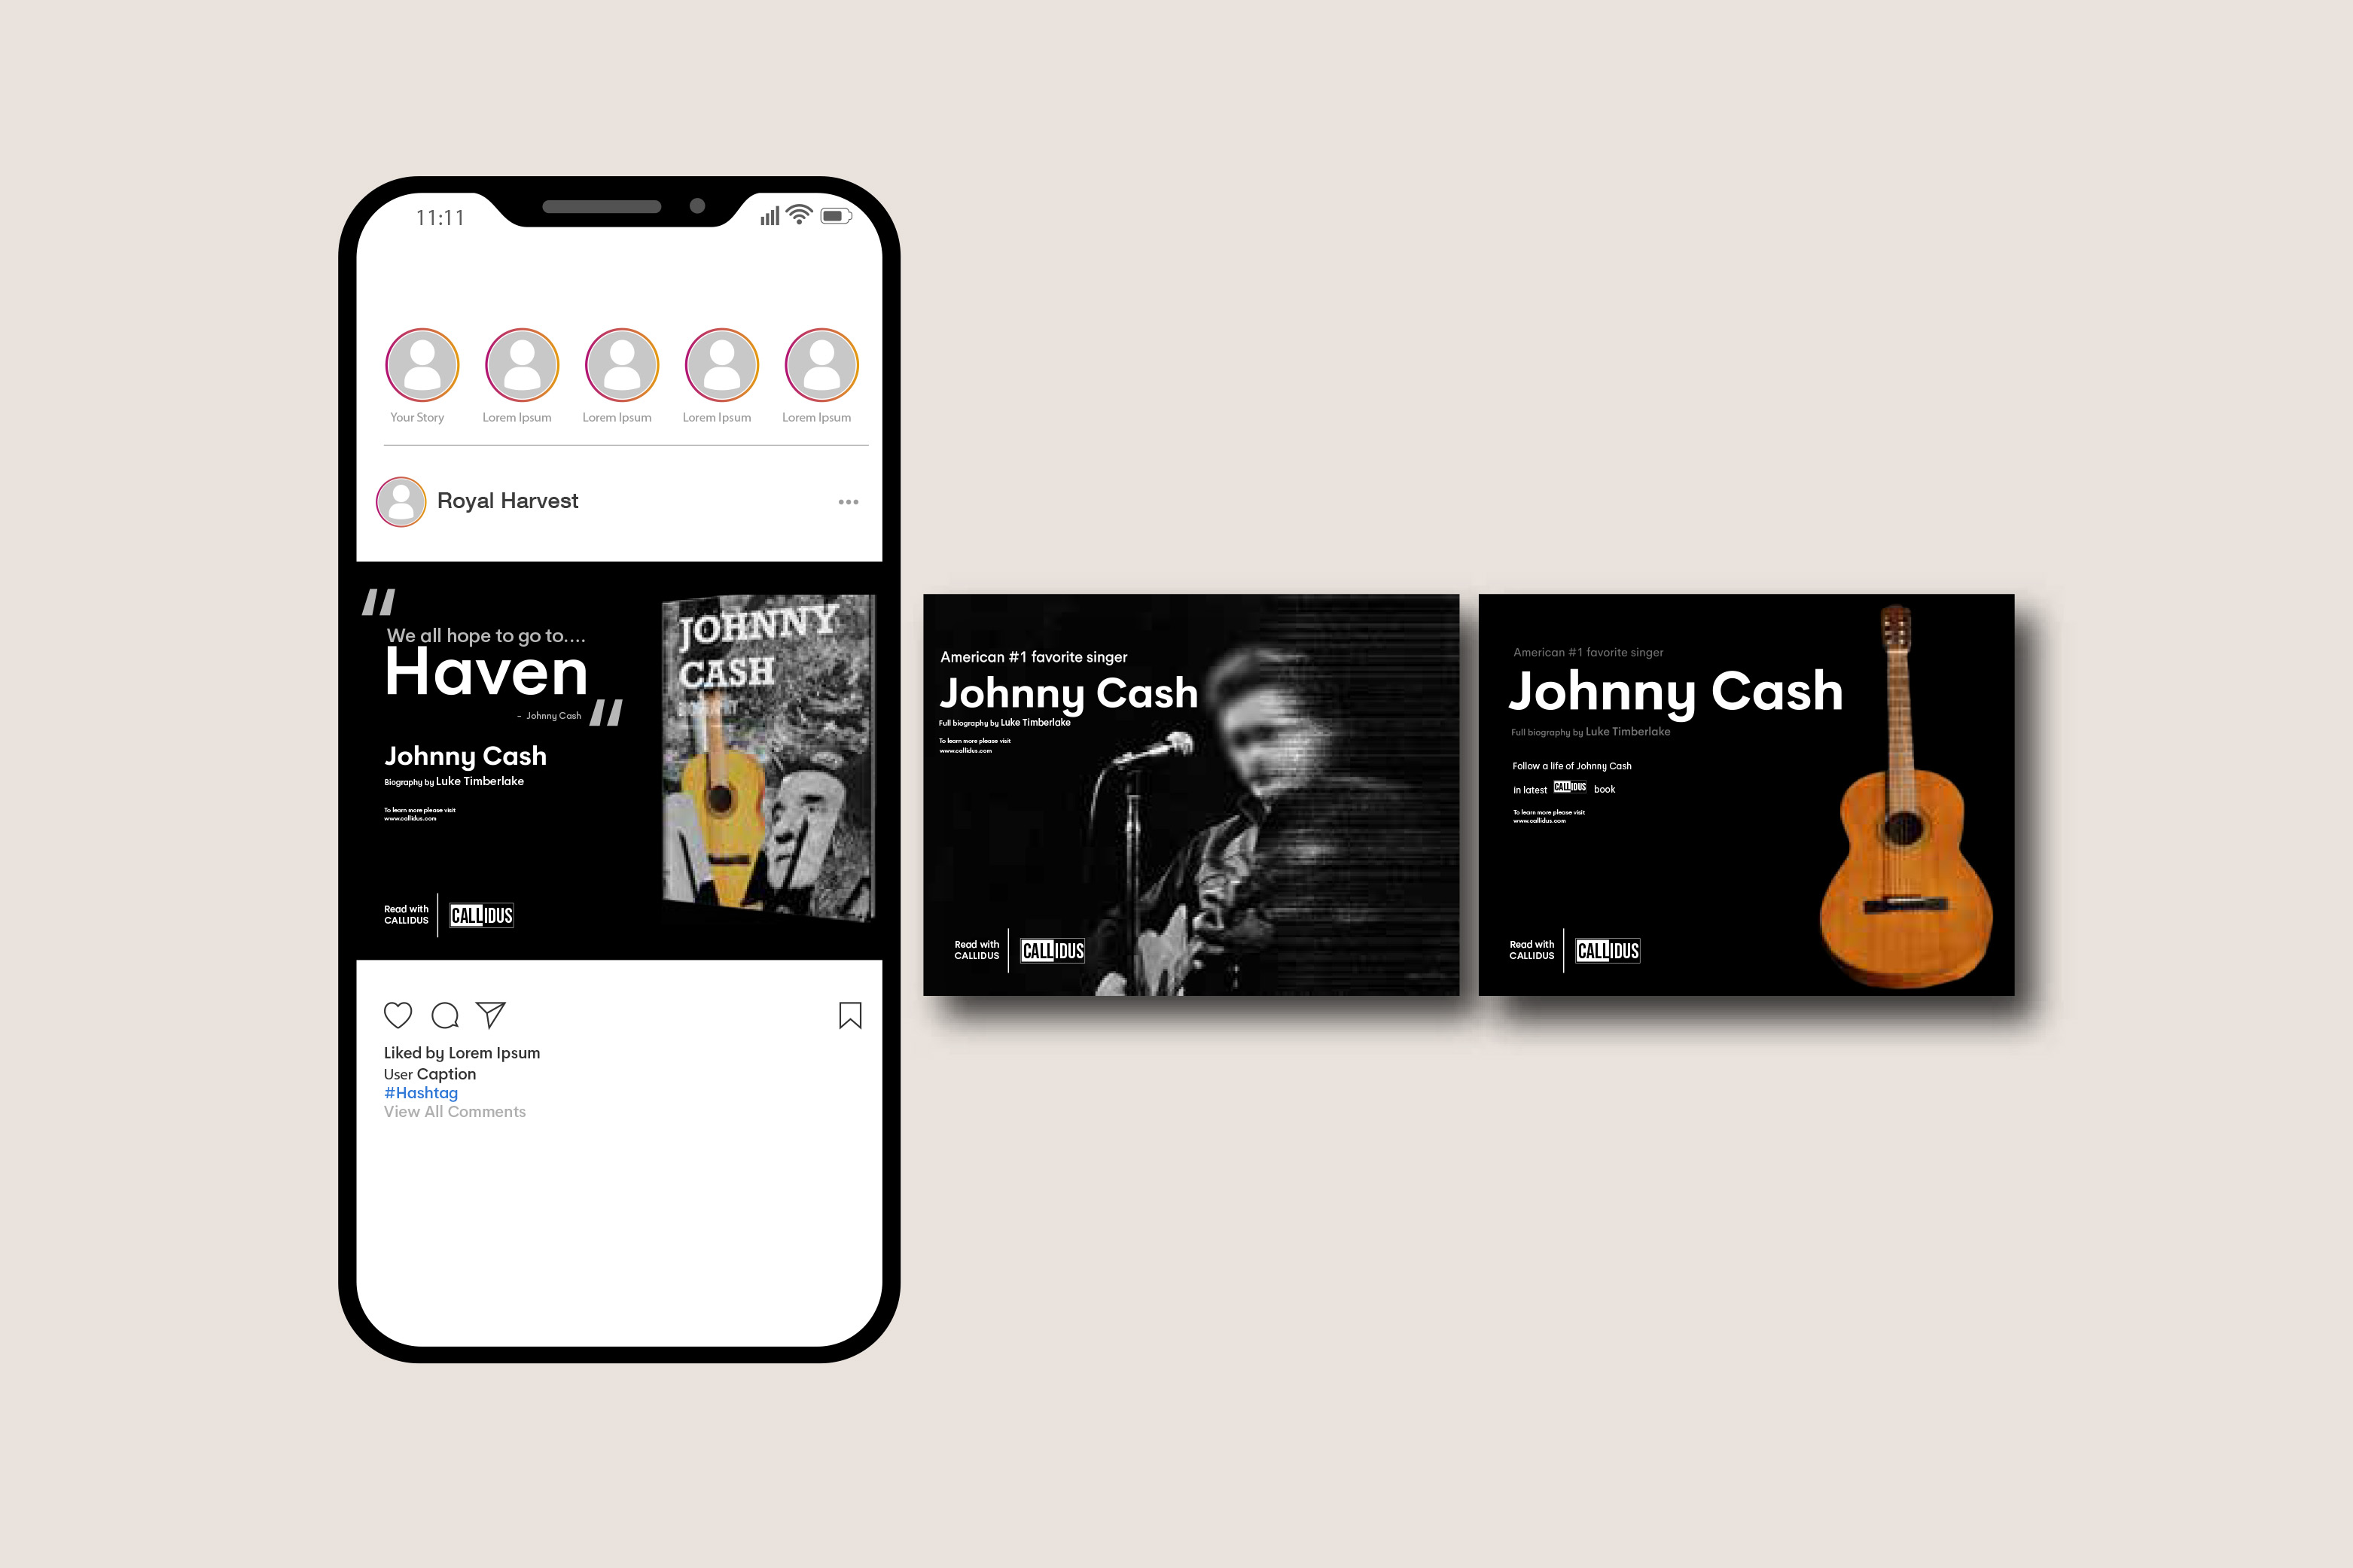 11:11
Your Story
Lorem Ipsum
Lorem Ipsum
Lorem Ipsum
Lorem Ipsum
Royal Harvest
We all hope to go to....
Haven
- Johnny Cash
Johnny Cash
Biography by Luke Timberlake
To learn more please visit
www.callidus.com
Read with
CALLIDUS
CALLIDUS
JOHNNY
CASH
Liked by Lorem Ipsum
User Caption
#Hashtag
View All Comments
American #1 favorite singer
Johnny Cash
Full biography by Luke Timberlake
To learn more please visit
www.callidus.com
Read with
CALLIDUS
CALLIDUS
American #1 favorite singer
Johnny Cash
Full biography by Luke Timberlake
Follow a life of Johnny Cash
in latest CALLIDUS book
To learn more please visit
www.callidus.com
Read with
CALLIDUS
CALLIDUS